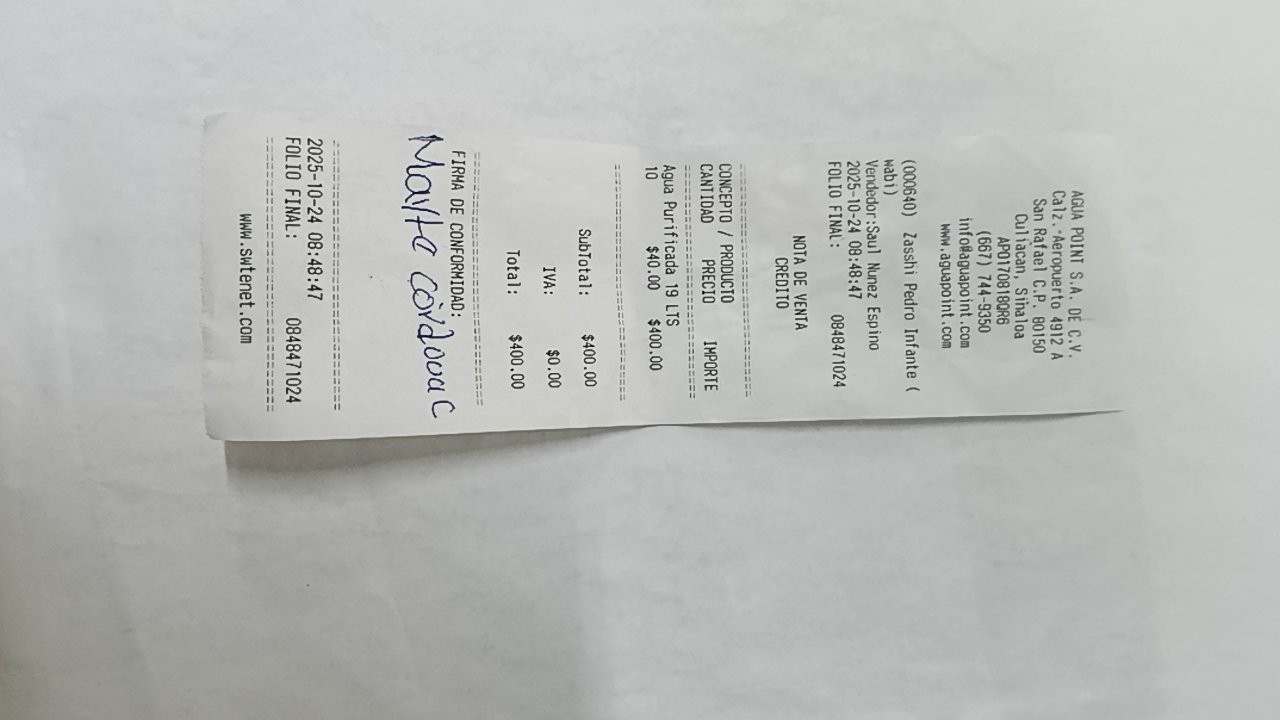 AGUA POINT S.A. DE C.V.
Calz. Aeropuerto 4912 A
San Rafael C.P. 80150
Culiacan, Sinaloa
APO170818QR6
(667) 744-9350
info@aguapoint.com
www.aguapoint.com
(000640) Zasshi Pedro Infante (
wabi)
Vendedor:Saul Nunez Espino
2025-10-24 08:48:47
FOLIO FINAL: 0848471024
NOTA DE VENTA
CREDITO
CONCEPTO / PRODUCTO
CANTIDAD PRECIO IMPORTE
Agua Purificada 19 LTS
10 $40.00 $400.00
SubTotal: $400.00
IVA: $0.00
Total: $400.00
FIRMA DE CONFORMIDAD:
Mayte Córdova C
2025-10-24 08:48:47
FOLIO FINAL: 0848471024
www.swtenet.com